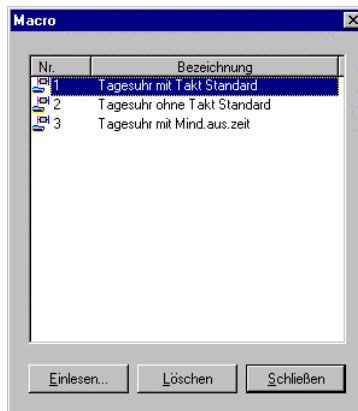 Macro
Nr. Bezeichnung
1 Tagesuhr mit Takt Standard
2 Tagesuhr ohne Takt Standard
3 Tagesuhr mit Mind.aus.zeit
Einlesen... Löschen Schließen